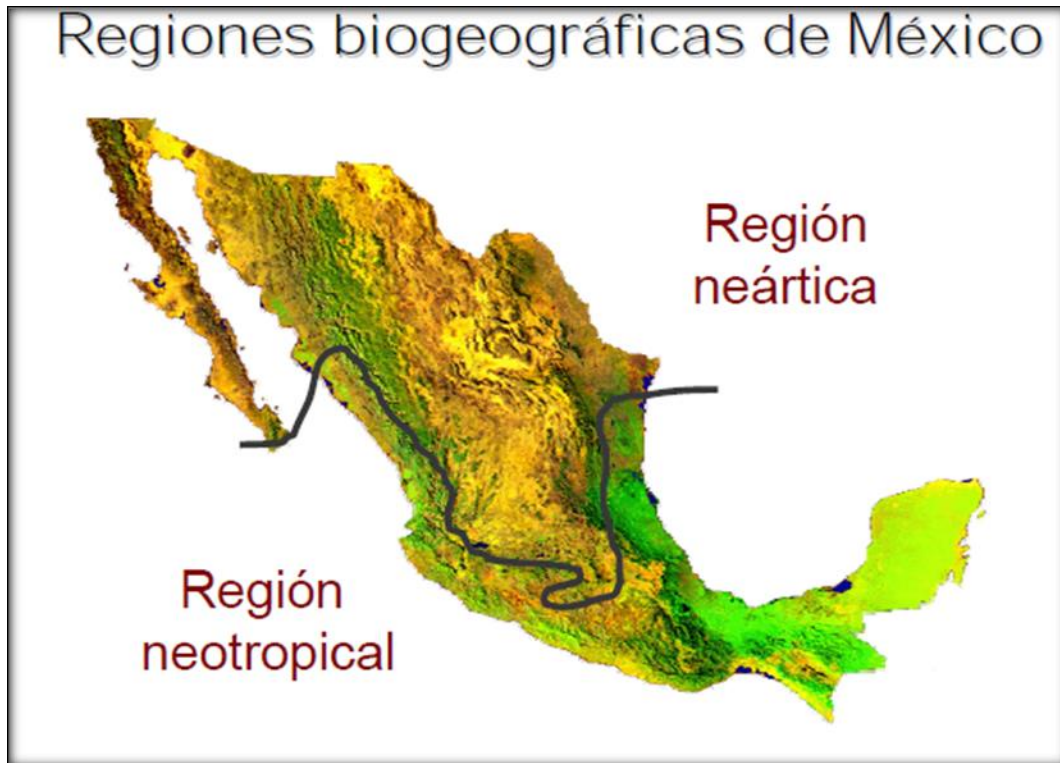 Regiones biogeográficas de México
Región
neártica
Región
neotropical